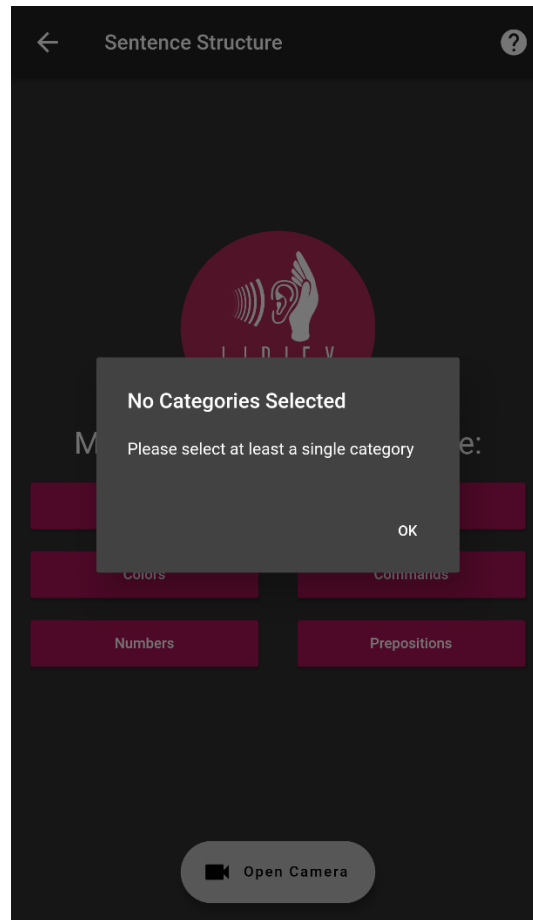 Sentence Structure
No Categories Selected
M e:
Please select at least a single category
OK
Colors Commands
Numbers Prepositions
Open Camera